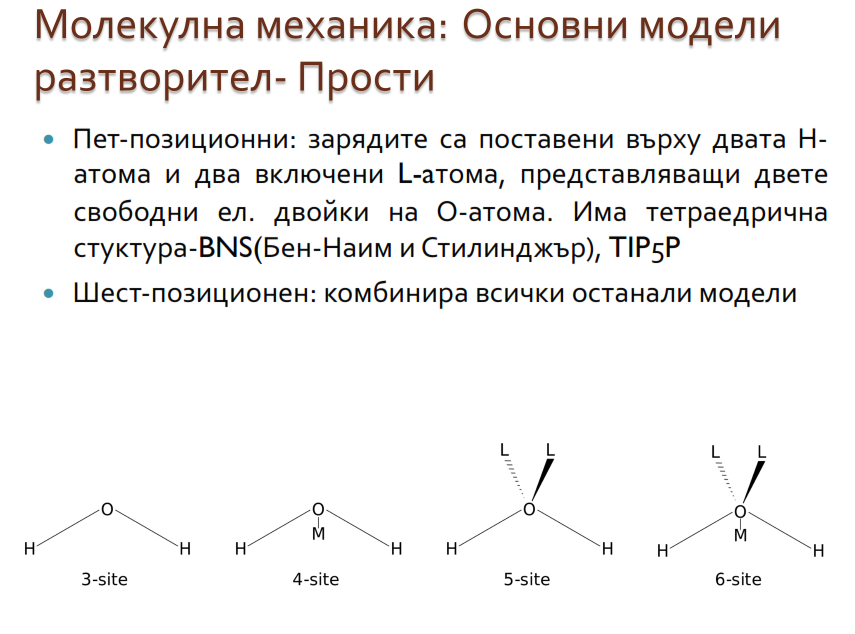 Молекулна механика: Основни модели
разтворител- Прости
Пет-позиционни: зарядите са поставени върху двата Н-
атома и два включени L-атома, представляващи двете
свободни ел. двойки на О-атома. Има тетраедрична
стуктура-BNS(Бен-Наим и Стилинджър), TIP5P
Шест-позиционен: комбинира всички останали модели
L L L L
O O O O
M M
H H H H H H H H
3-site 4-site 5-site 6-site